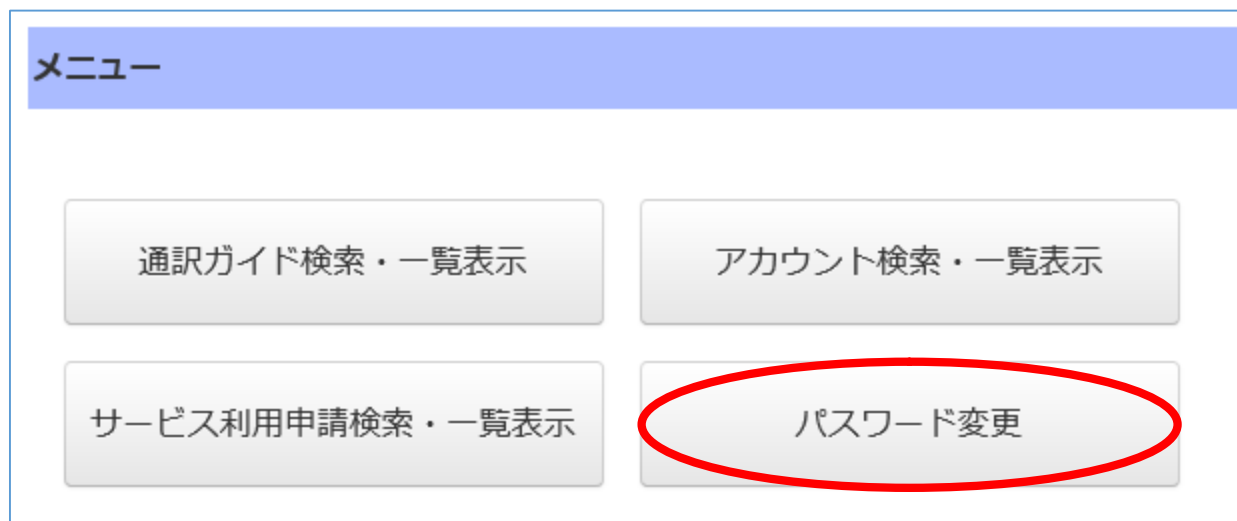 メニュー
通訳ガイド検索・一覧表示
アカウント検索・一覧表示
サービス利用申請検索・一覧表示
パスワード変更